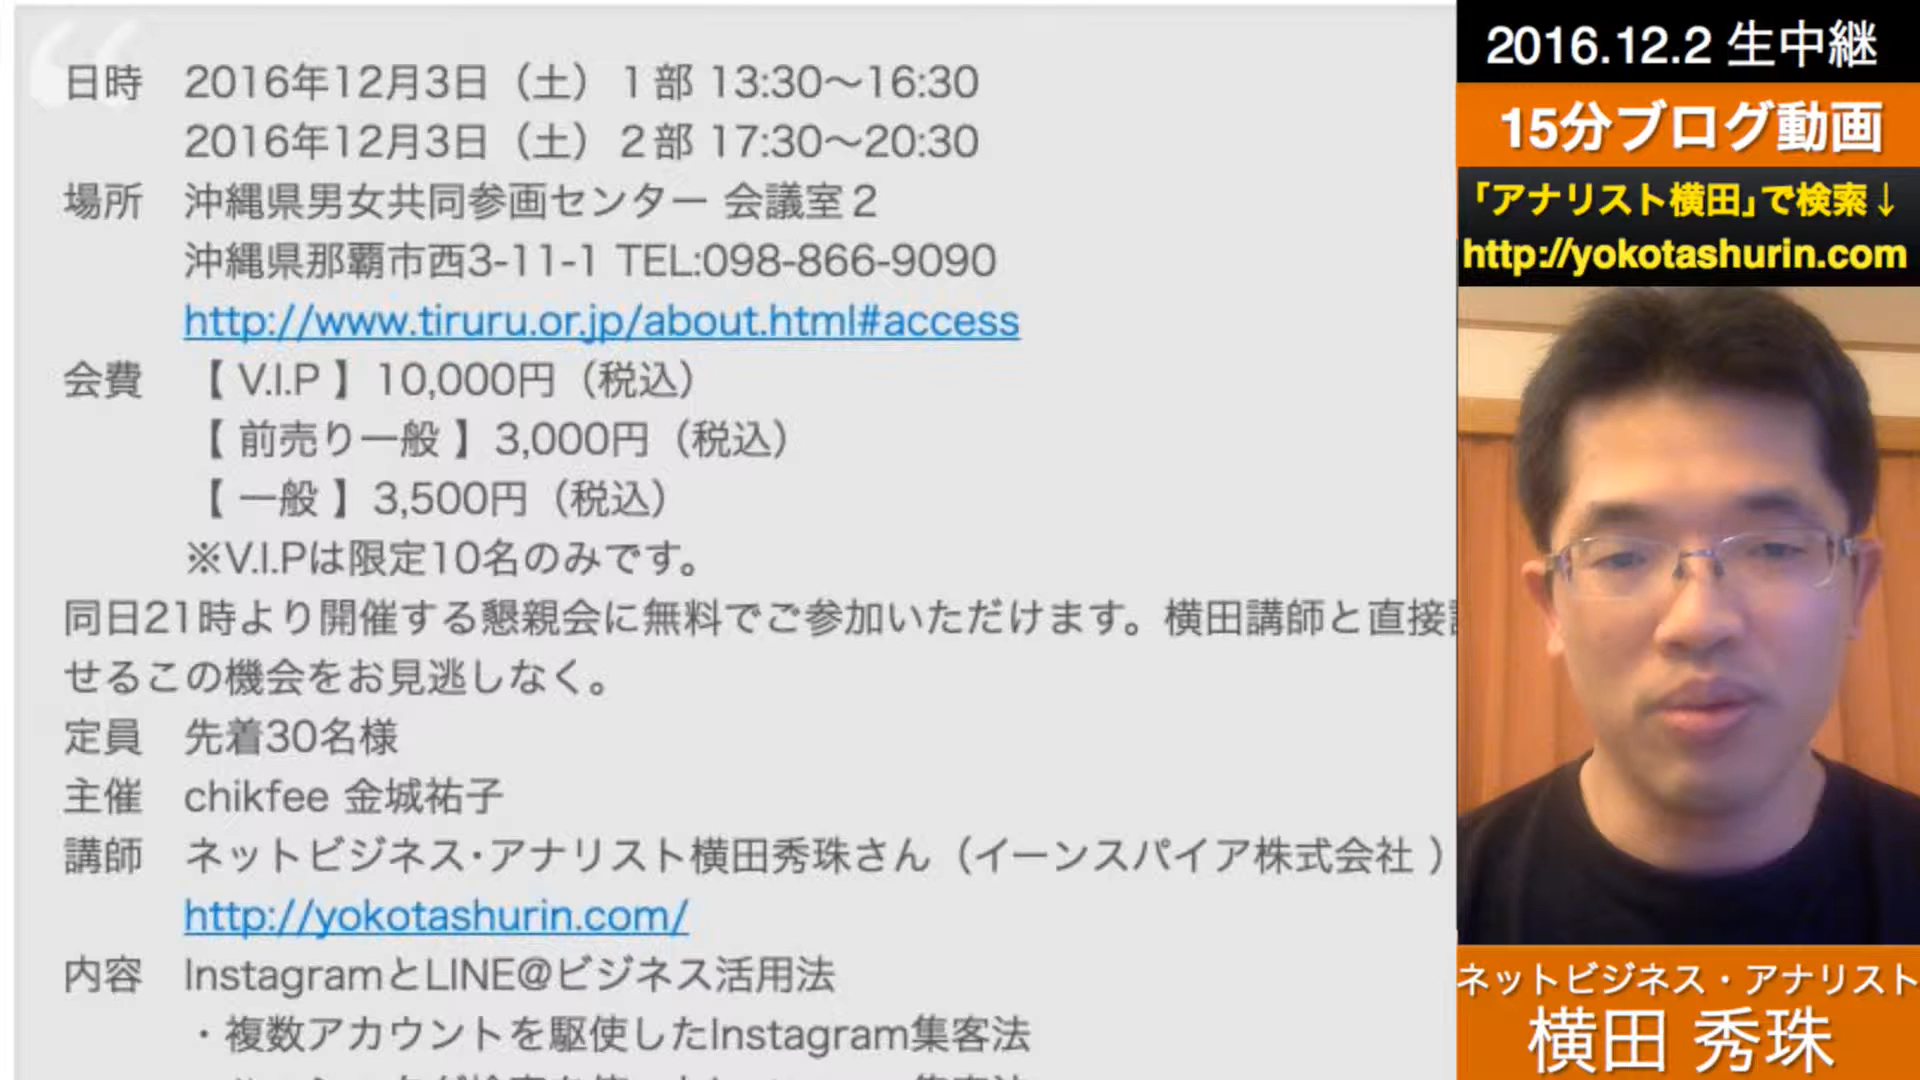 日時 2016年12月3日（土）１部 13:30〜16:30
2016年12月3日（土）２部 17:30〜20:30
場所 沖縄県男女共同参画センター 会議室２
沖縄県那覇市西3-11-1 TEL:098-866-9090
http://www.tiruru.or.jp/about.html#access
会費 【 V.I.P 】10,000円（税込）
【 前売り一般 】3,000円（税込）
【 一般 】3,500円（税込）
※V.I.Pは限定10名のみです。
同日21時より開催する懇親会に無料でご参加いただけます。横田講師と直接
せるこの機会をお見逃しなく。
定員 先着30名様
主催 chikfee 金城祐子
講師 ネットビジネス･アナリスト横田秀珠さん（イーンスパイア株式会社 ）
http://yokotashurin.com/
内容 InstagramとLINE@ビジネス活用法
・複数アカウントを駆使したInstagram集客法
2016.12.2 生中継
15分ブログ動画
「アナリスト横田」で検索↓
http://yokotashurin.com
ネットビジネス・アナリスト
横田 秀珠